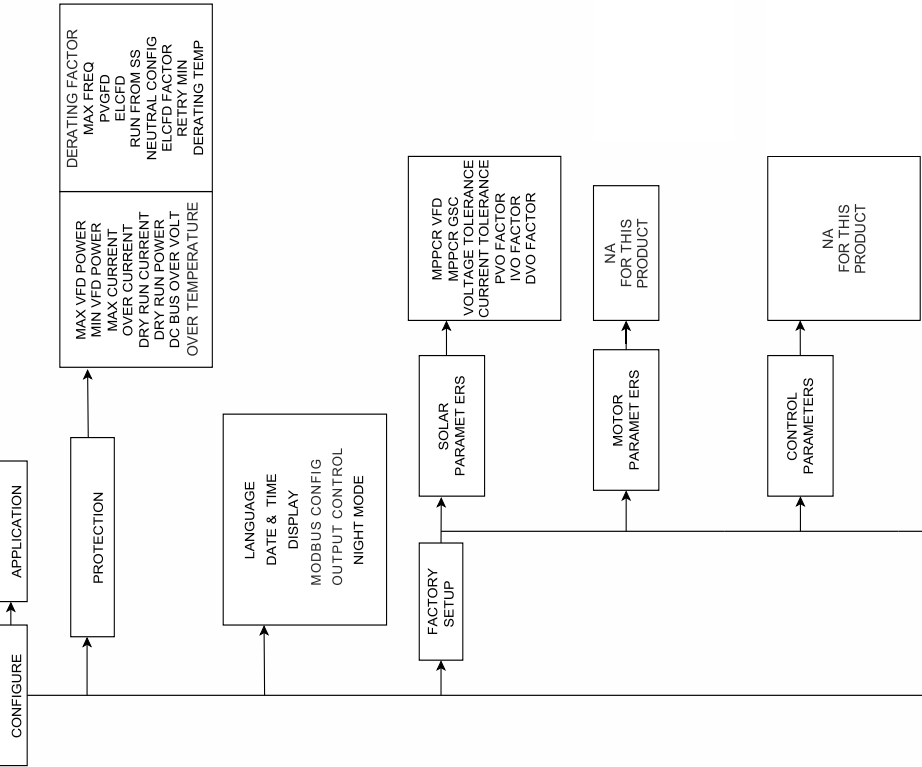 CONFIGURE
APPLICATION
PROTECTION
MAX VFD POWER
MIN VFD POWER
MAX CURRENT
OVER CURRENT
DRY RUN CURRENT
DRY RUN POWER
DC BUS OVER VOLT
OVER TEMPERATURE
DERATING FACTOR
MAX FREQ
PVGFD
ELCFD
RUN FROM SS
NEUTRAL CONFIG
ELCFD FACTOR
RETRY MIN
DERATING TEMP
LANGUAGE
DATE & TIME
DISPLAY
MODBUS CONFIG
OUTPUT CONTROL
NIGHT MODE
FACTORY
SETUP
SOLAR
PARAMET ERS
MPPCR VFD
MPPCR GSC
VOLTAGE TOLERANCE
CURRENT TOLERANCE
PVO FACTOR
IVO FACTOR
DVO FACTOR
MOTOR
PARAMETERS
NA
FOR THIS
PRODUCT
CONTROL
PARAMETERS
NA
FOR THIS
PRODUCT